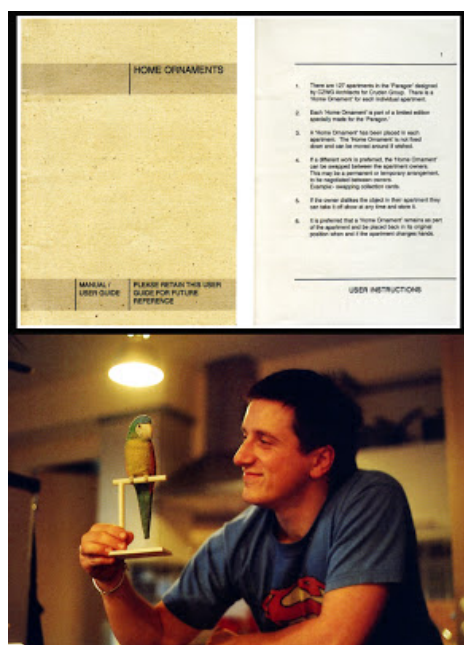 HOME ORNAMENTS
MANUAL /
USER GUIDE
PLEASE RETAIN THIS USER
GUIDE FOR FUTURE
REFERENCE
1
1. There are 127 apartments in the 'Paragon' designed
by CZWG Architects for Cruden Group. There is a
'Home Ornament' for each individual apartment.
2. Each 'Home Ornament' is part of a limited edition
specially made for the 'Paragon.'
3. A 'Home Ornament' has been placed in each
apartment. The 'Home Ornament' is not fixed
down and can be moved around if wished.
4. If a different work is preferred, the 'Home Ornament'
can be swapped between the apartment owners.
This may be a permanent or temporary arrangement,
to be negotiated between owners.
Example - swapping collection cards.
5. If the owner dislikes the object in their apartment they
can take it off show at any time and store it.
6. It is preferred that a 'Home Ornament' remains as part
of the apartment and be placed back in its original
position when and if the apartment changes hands.
USER INSTRUCTIONS